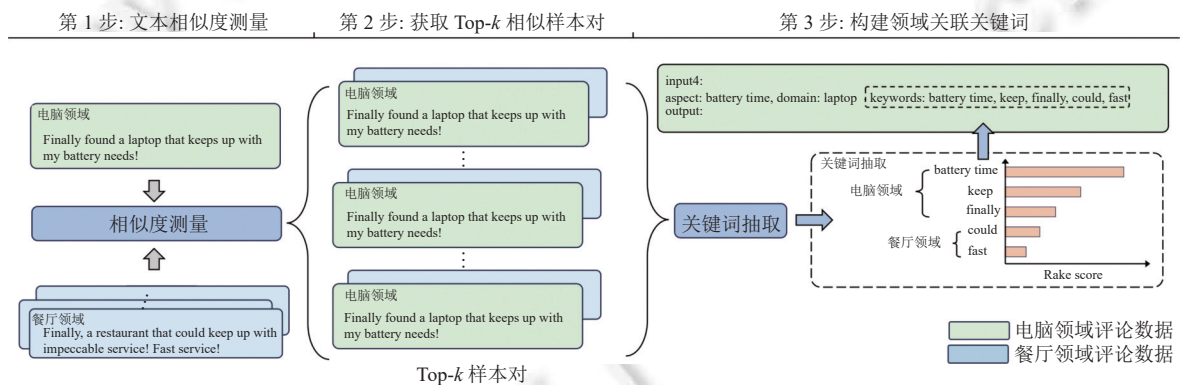 第 1 步: 文本相似度测量
第 2 步: 获取 Top-k 相似样本对
第 3 步: 构建领域关联关键词
电脑领域
Finally found a laptop that keeps up with
my battery needs!
相似度测量
餐厅领域
Finally, a restaurant that could keep up with
impeccable service! Fast service!
电脑领域
Finally found a laptop that keeps up with
my battery needs!
电脑领域
Finally found a laptop that keeps up with
my battery needs!
电脑领域
Finally found a laptop that keeps up with
my battery needs!
Top-k 样本对
关键词抽取
input4:
aspect: battery time, domain: laptop keywords: battery time, keep, finally, could, fast
output:
关键词抽取
battery time
电脑领域
keep
finally
餐厅领域
could
fast
Rake score
电脑领域评论数据
餐厅领域评论数据